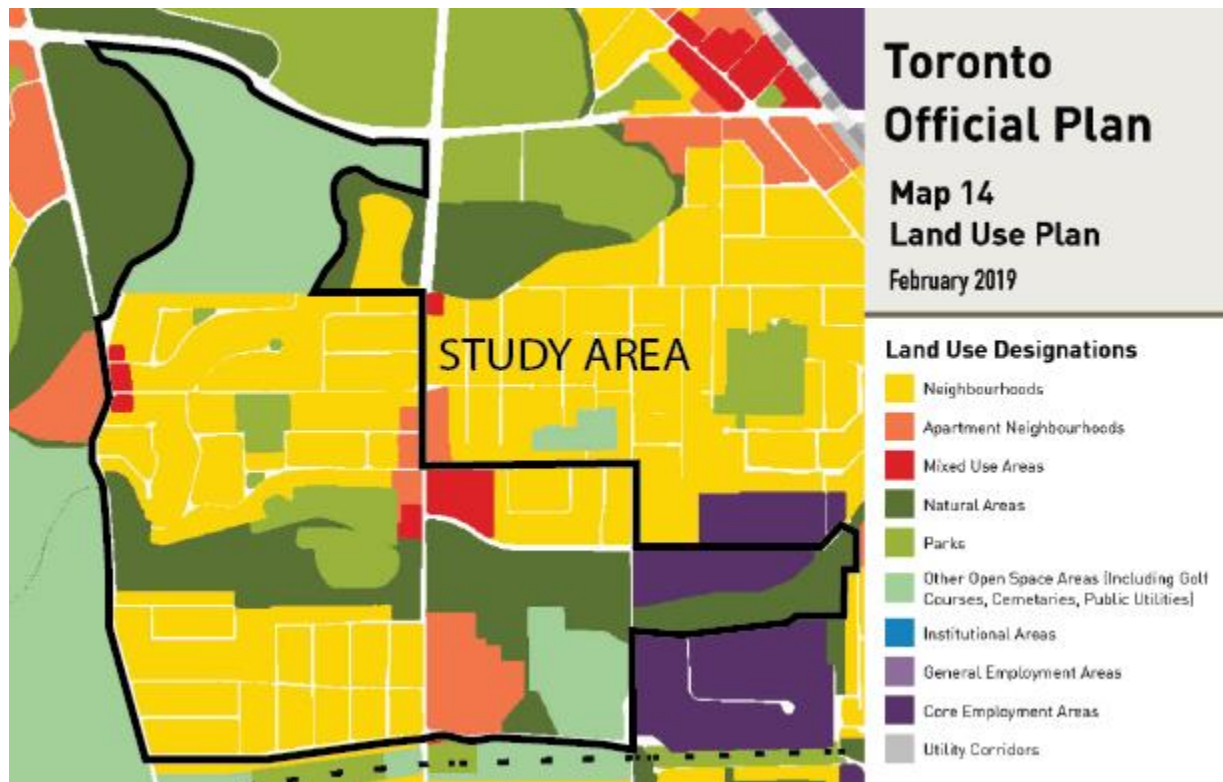 Toronto
Official Plan
Map 14
Land Use Plan
February 2019
STUDY AREA
Land Use Designations
Neighbourhoods
Apartment Neighbourhoods
Mixed Use Areas
Natural Areas
Parks
Other Open Space Areas (Including Golf
Courses, Cemetaries, Public Utilities)
Institutional Areas
General Employment Areas
Core Employment Areas
Utility Corridors